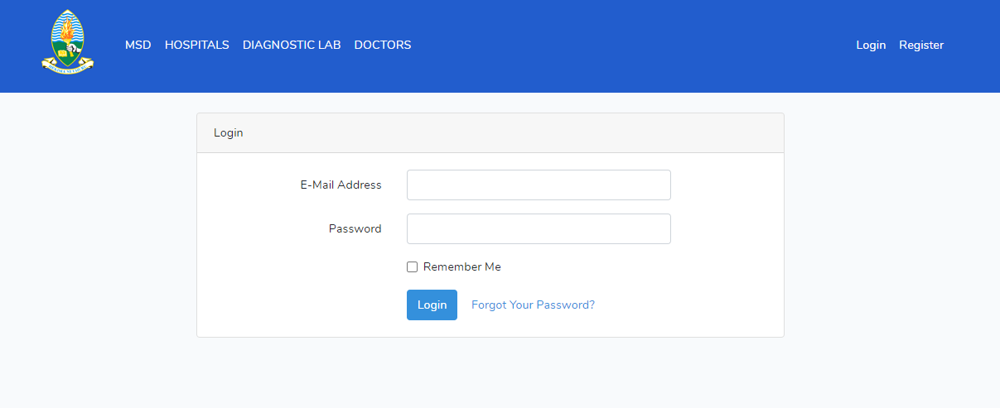 MSD HOSPITALS DIAGNOSTIC LAB DOCTORS Login Register
Login
E-Mail Address
Password
Remember Me
Login Forgot Your Password?